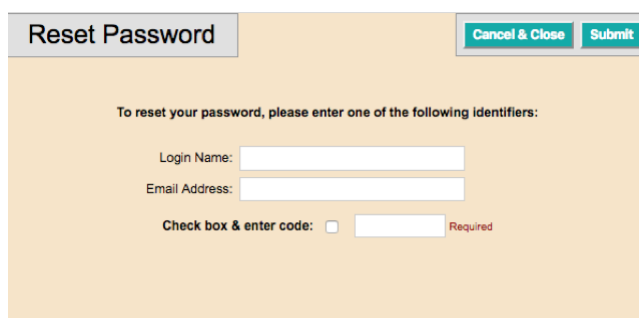 Reset Password
Cancel & Close
Submit
To reset your password, please enter one of the following identifiers:
Login Name:
Email Address:
Check box & enter code: Required